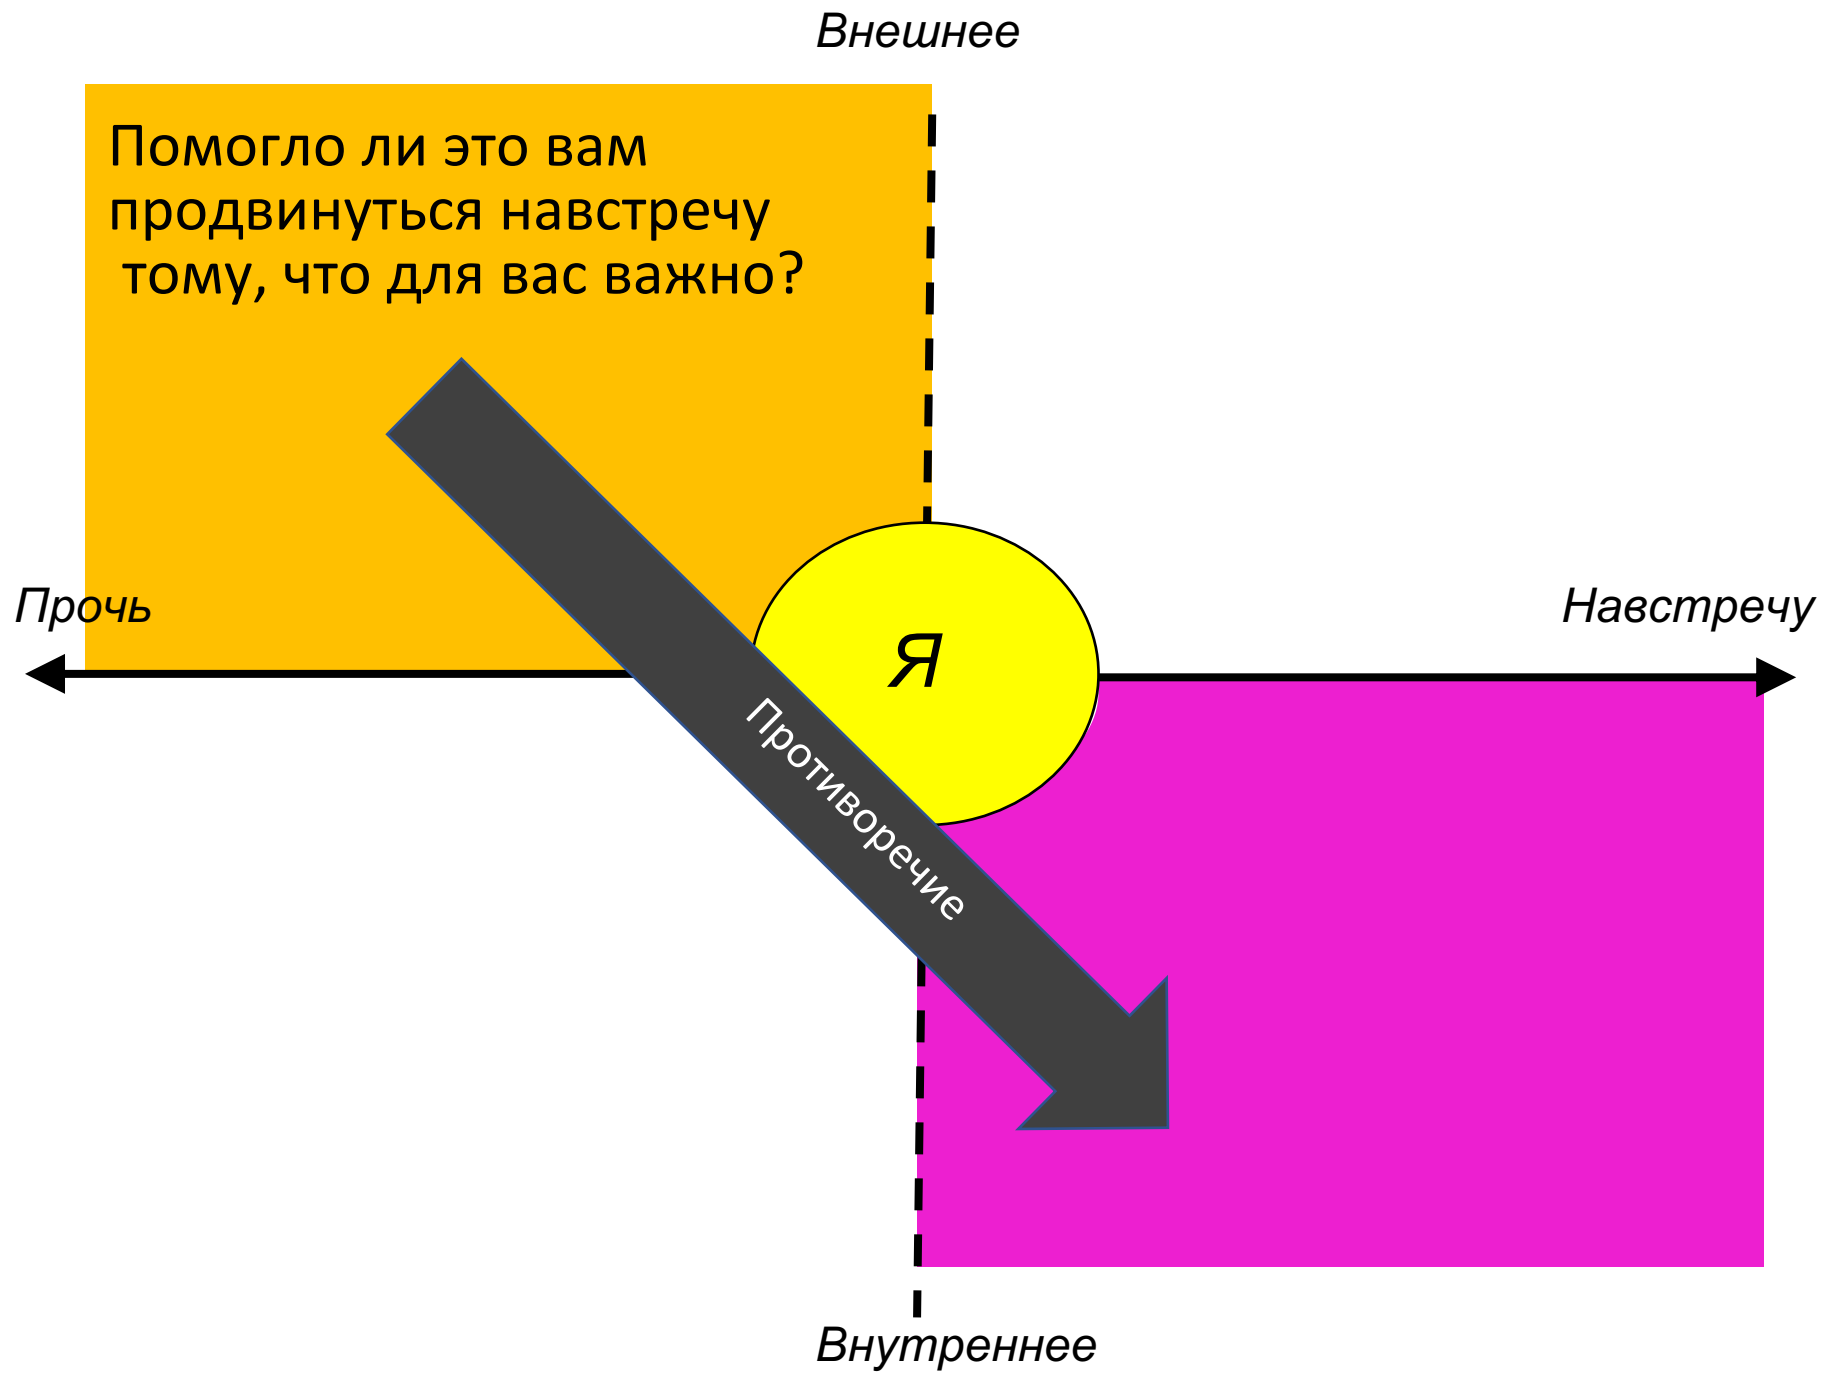 Внешнее
Помогло ли это вам
продвинуться навстречу
тому, что для вас важно?
Прочь
Навстречу
Я
Противоречие
Внутреннее